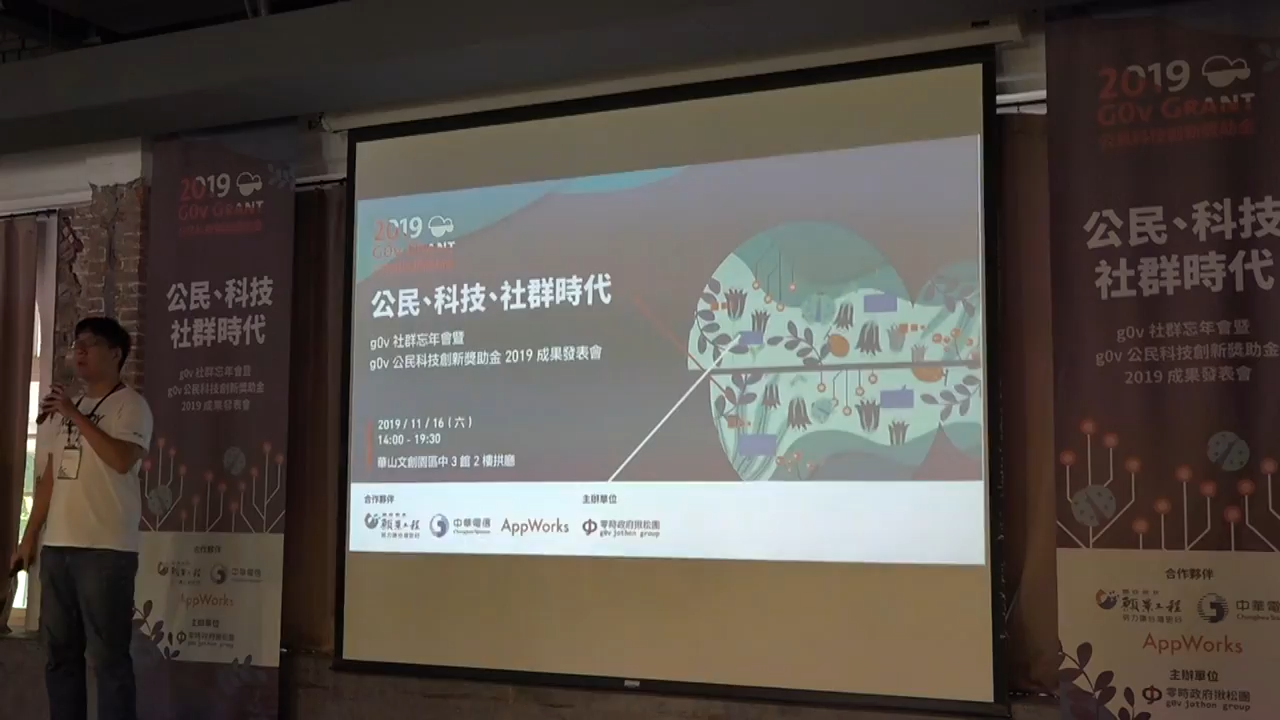 2019
G0V GRANT
公民、科技
社群時代
g0v 社群忘年會暨
g0v 公民科技創新獎助金
2019 成果發表會
合作夥伴
中華電信
AppWorks
主辦單位
零時政府揪松團
g0v jothon group
2019
G0V GRANT
公民、科技、社群時代
g0v 社群忘年會暨
g0v 公民科技創新獎助金 2019 成果發表會
2019 / 11 / 16 ( 六 )
14:00 - 19:30
華山文創園區中 3 館 2 樓拱廳
合作夥伴
主辦單位
顯業工程
中華電信
Chunghwa Telecom
AppWorks
零時政府揪松團
g0v jothon group
2019
G0V GRANT
公民科技創新獎助金
公民、科技
社群時代
g0v 社群忘年會暨
g0v 公民科技創新獎助金
2019 成果發表會
合作夥伴
中華電
AppWorks
主辦單位
零時政府揪松團
g0v jothon group